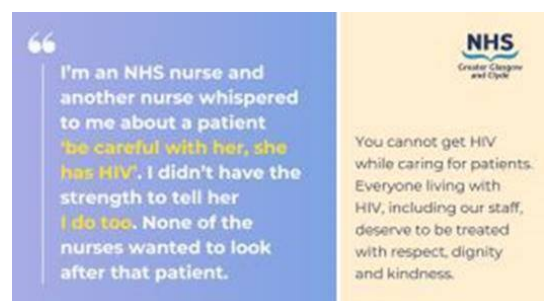 “
I’m an NHS nurse and
another nurse whispered
to me about a patient
‘be careful with her, she
has HIV’. I didn’t have the
strength to tell her
I do too. None of the
nurses wanted to look
after that patient.
NHS
Greater Glasgow
and Clyde
You cannot get HIV
while caring for patients.
Everyone living with
HIV, including our staff,
deserve to be treated
with respect, dignity
and kindness.